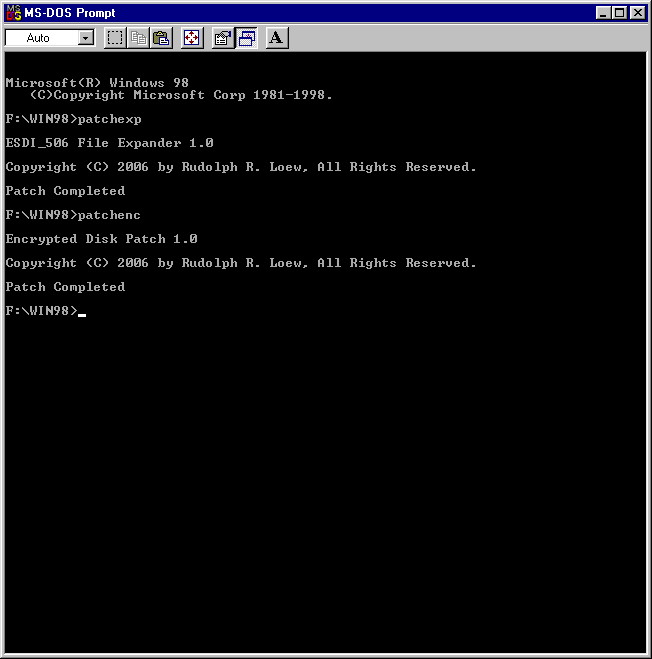 MS-DOS Prompt
Auto
A
Microsoft(R) Windows 98
(C)Copyright Microsoft Corp 1981-1998.
F:\WIN98>patchexp
ESDI_506 File Expander 1.0
Copyright (C) 2006 by Rudolph R. Loew, All Rights Reserved.
Patch Completed
F:\WIN98>patchenc
Encrypted Disk Patch 1.0
Copyright (C) 2006 by Rudolph R. Loew, All Rights Reserved.
Patch Completed
F:\WIN98>